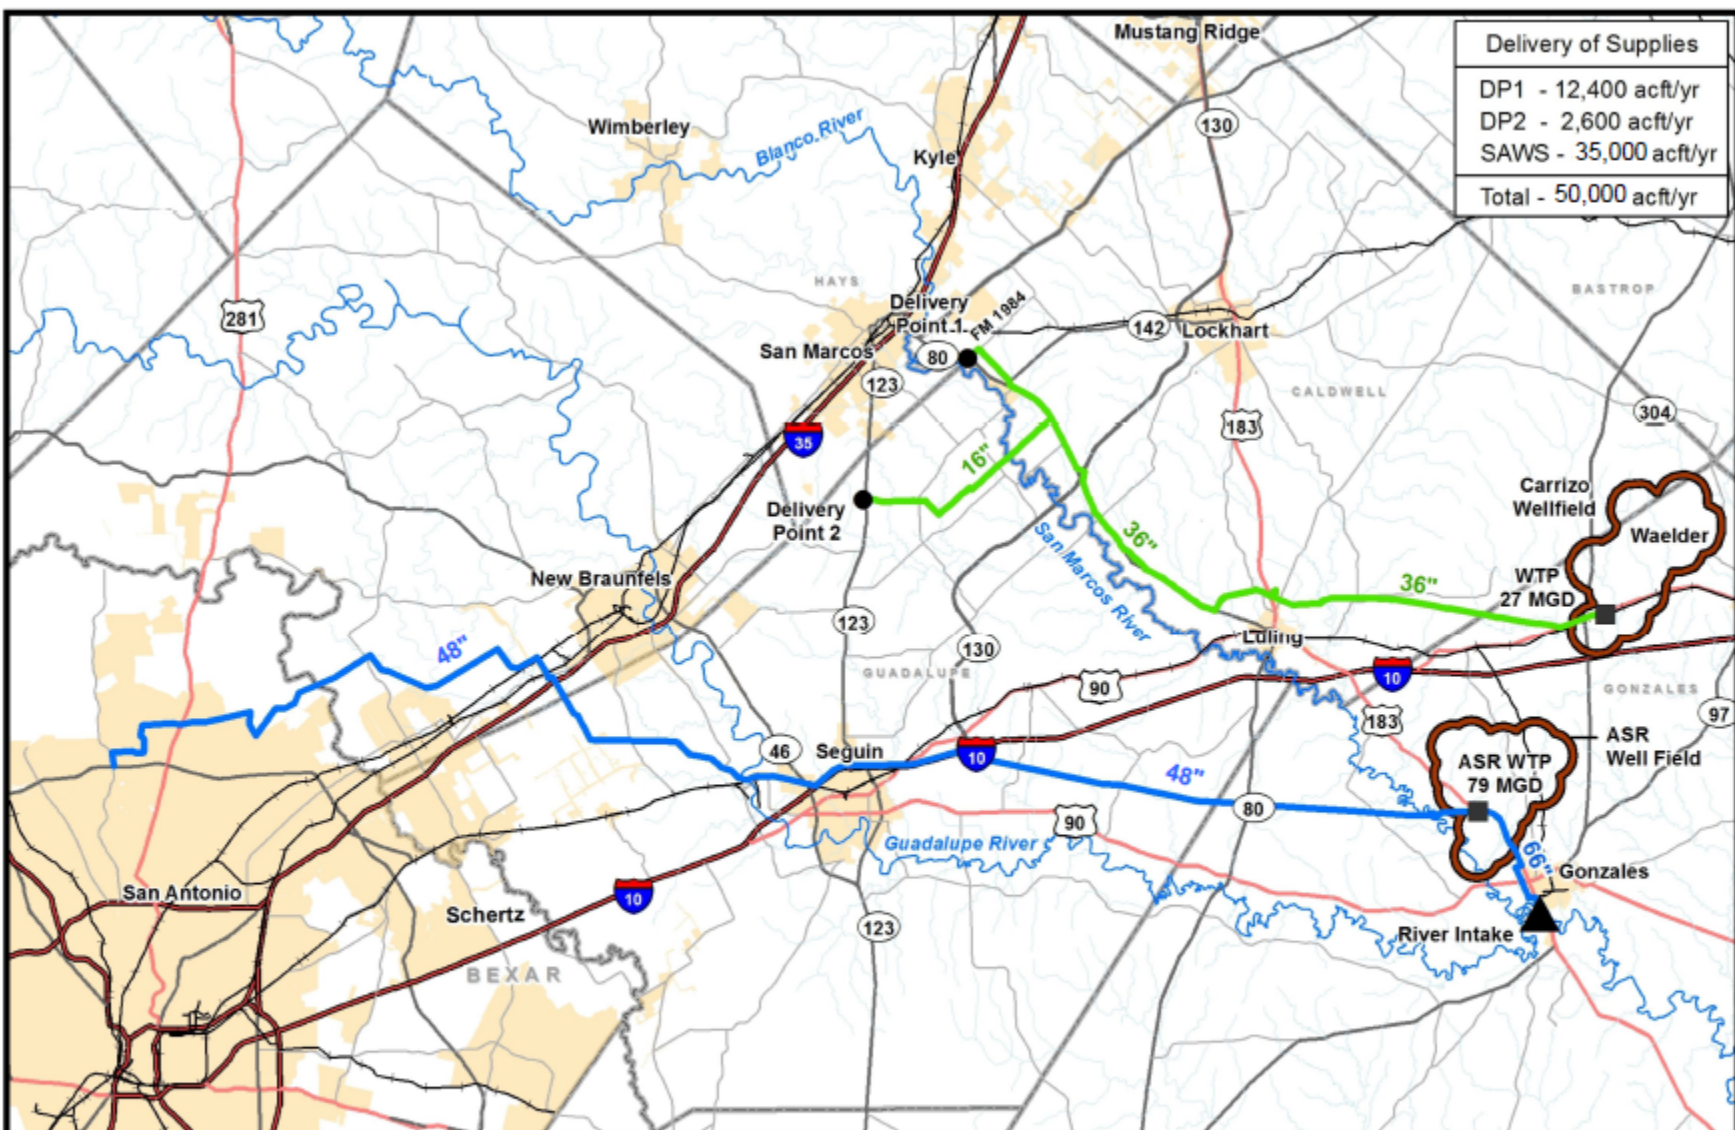 Mustang Ridge
Delivery of Supplies
DP1 - 12,400 acft/yr
DP2 - 2,600 acft/yr
SAWS - 35,000 acft/yr
Total - 50,000 acft/yr
130
Wimberley
Blanco River
Kyle
HAYS
BASTROP
281
Delivery
Point 1
FM 1984
142
Lockhart
San Marcos
80
123
CALDWELL
304
183
35
16"
Carrizo
Wellfield
Delivery
Point 2
36"
San Marcos River
Waelder
WTP
27 MGD
36"
New Braunfels
123
130
Luling
48"
GUADALUPE
90
10
GONZALES
183
97
46
Seguin
10
48"
ASR
Well Field
ASR WTP
79 MGD
80
90
Guadalupe River
66"
Gonzales
San Antonio
10
Schertz
123
River Intake
BEXAR